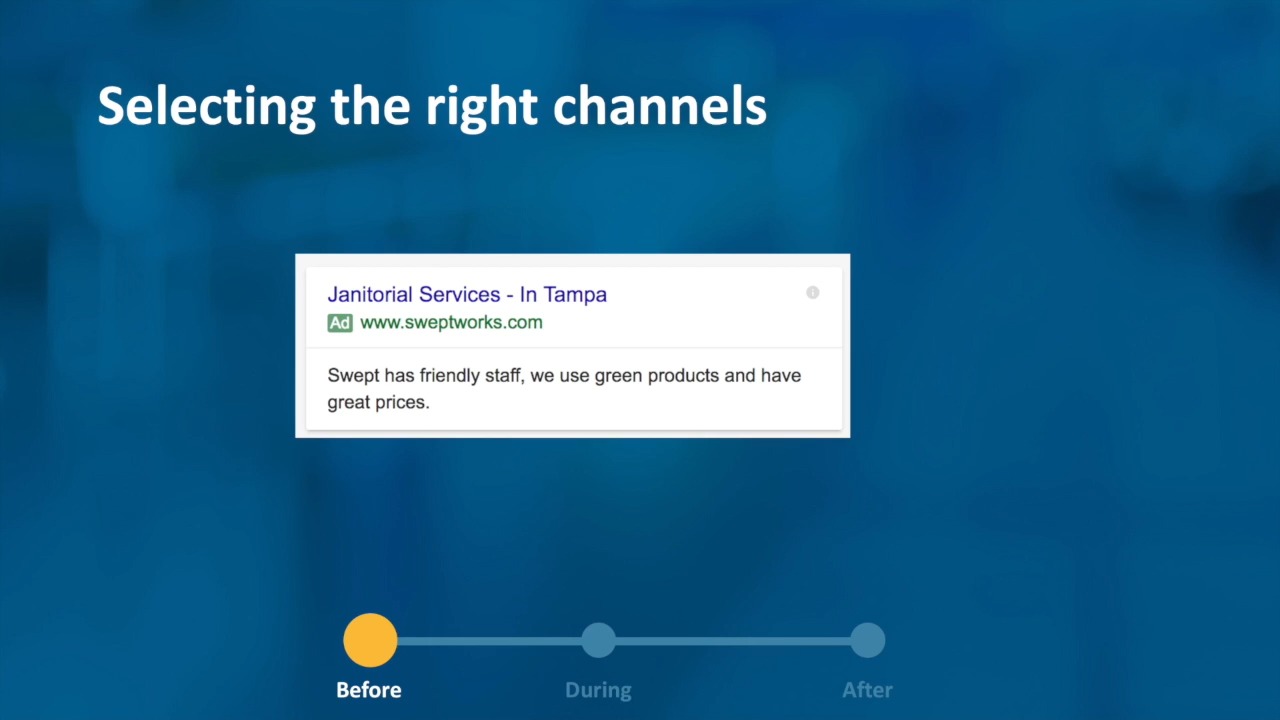 Selecting the right channels
Janitorial Services - In Tampa
Ad www.sweptworks.com
Swept has friendly staff, we use green products and have
great prices.
Before During After